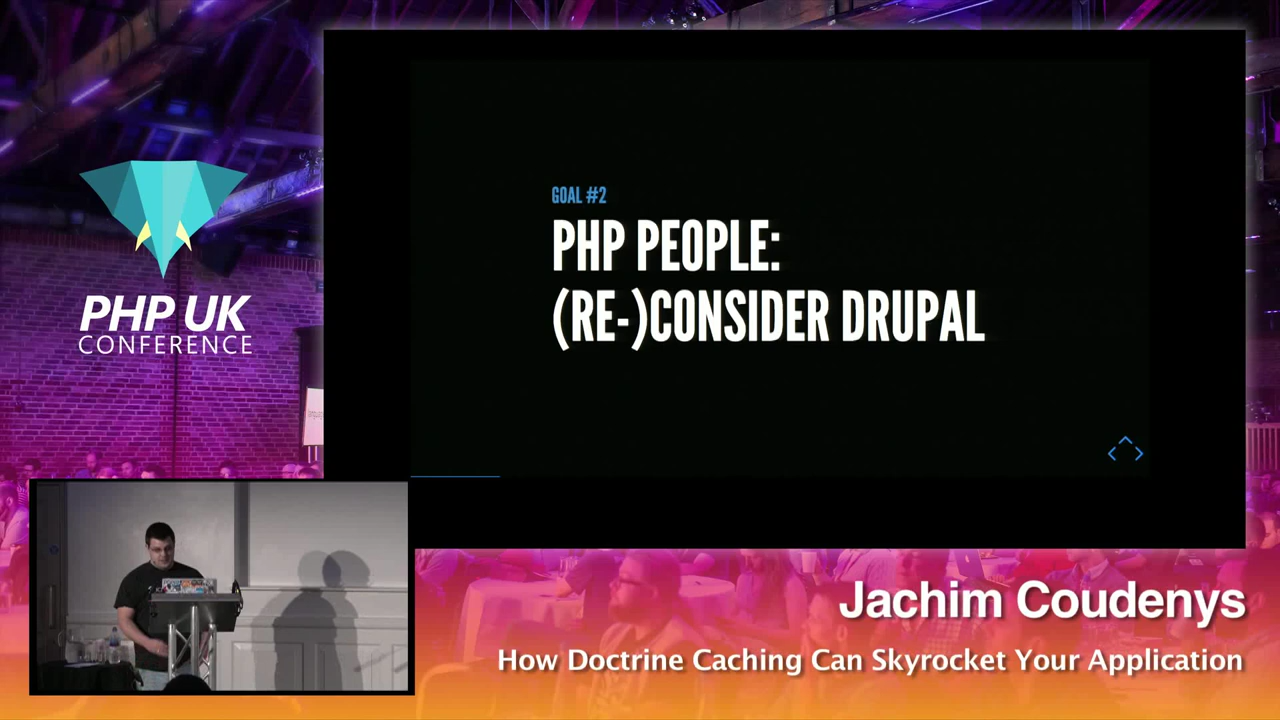 GOAL #2
PHP PEOPLE:
(RE-)CONSIDER DRUPAL
PHP UK
CONFERENCE
Jachim Coudenys
How Doctrine Caching Can Skyrocket Your Application